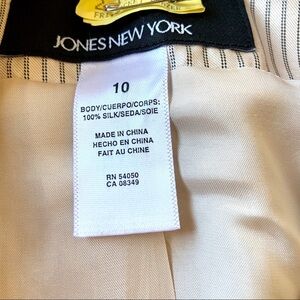 JONES NEW YORK
10
BODY/CUERPO/CORPS:
100% SILK/SEDA/SOIE
MADE IN CHINA
HECHO EN CHINA
FAIT AU CHINE
RN 54050
CA 08349